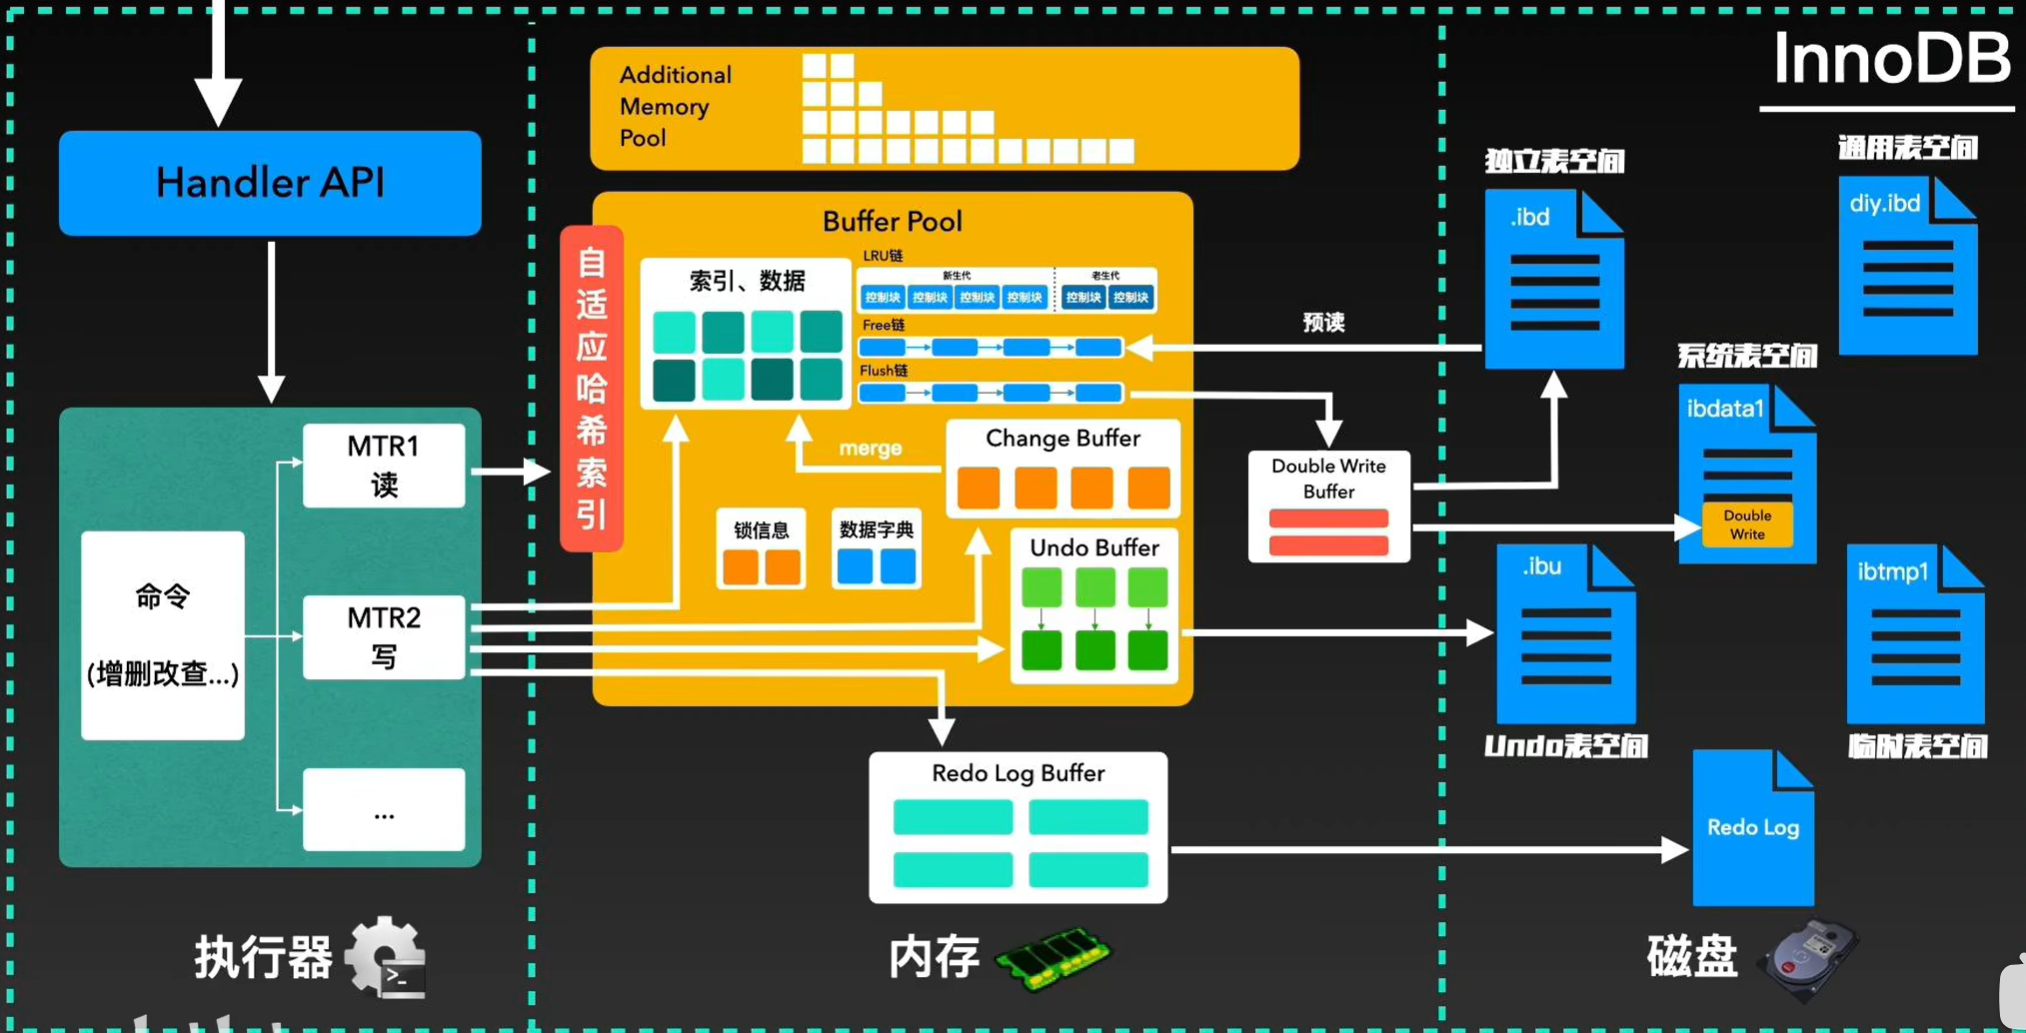 InnoDB
Handler API
命令
(增删改查...)
MTR1
读
MTR2
写
...
执行器
>_
Additional
Memory
Pool
Buffer Pool
自
适
应
哈
希
索
引
索引、数据
LRU链
新生代
老生代
控制块
控制块
控制块
控制块
控制块
控制块
Free链
Flush链
预读
merge
Change Buffer
锁信息
数据字典
Undo Buffer
Double Write
Buffer
Redo Log Buffer
内存
独立表空间
.ibd
通用表空间
diy.ibd
系统表空间
ibdata1
Double
Write
.ibu
Undo表空间
ibtmp1
临时表空间
Redo Log
磁盘